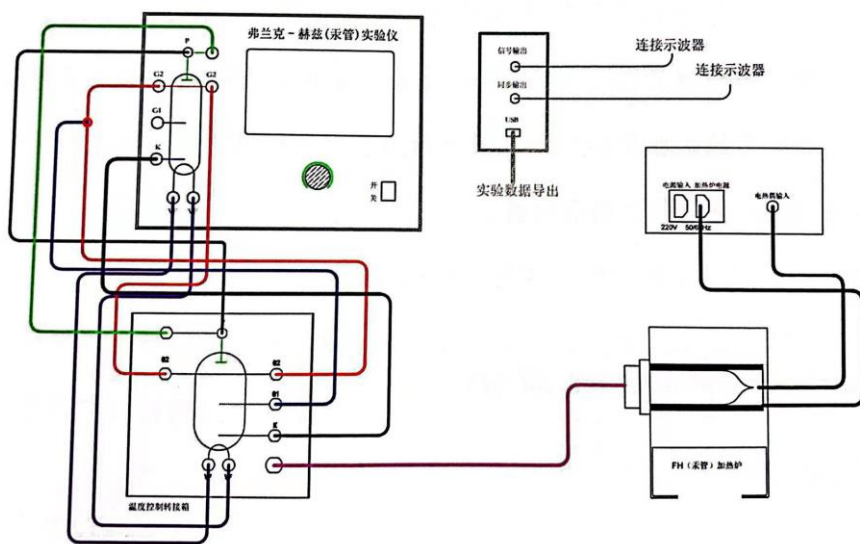 弗兰克－赫兹(汞管)实验仪
P
G2
G2
G1
K
开
关
V
V
信号输出
连接示波器
同步输出
连接示波器
USB
实验数据导出
电源输入 加热炉电源
电热偶输入
220V
G2
G2
G1
K
V
V
温度控制转接箱
FH（汞管）加热炉